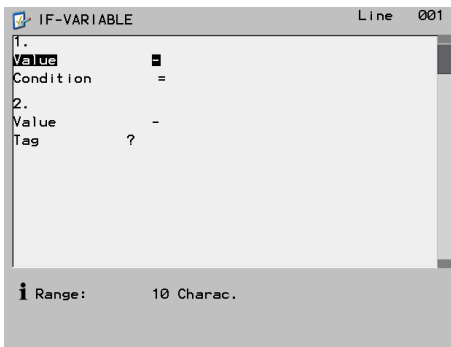 IF-VARIABLE Line 001
1.
Value -
Condition =
2.
Value -
Tag ?
i Range: 10 Charac.